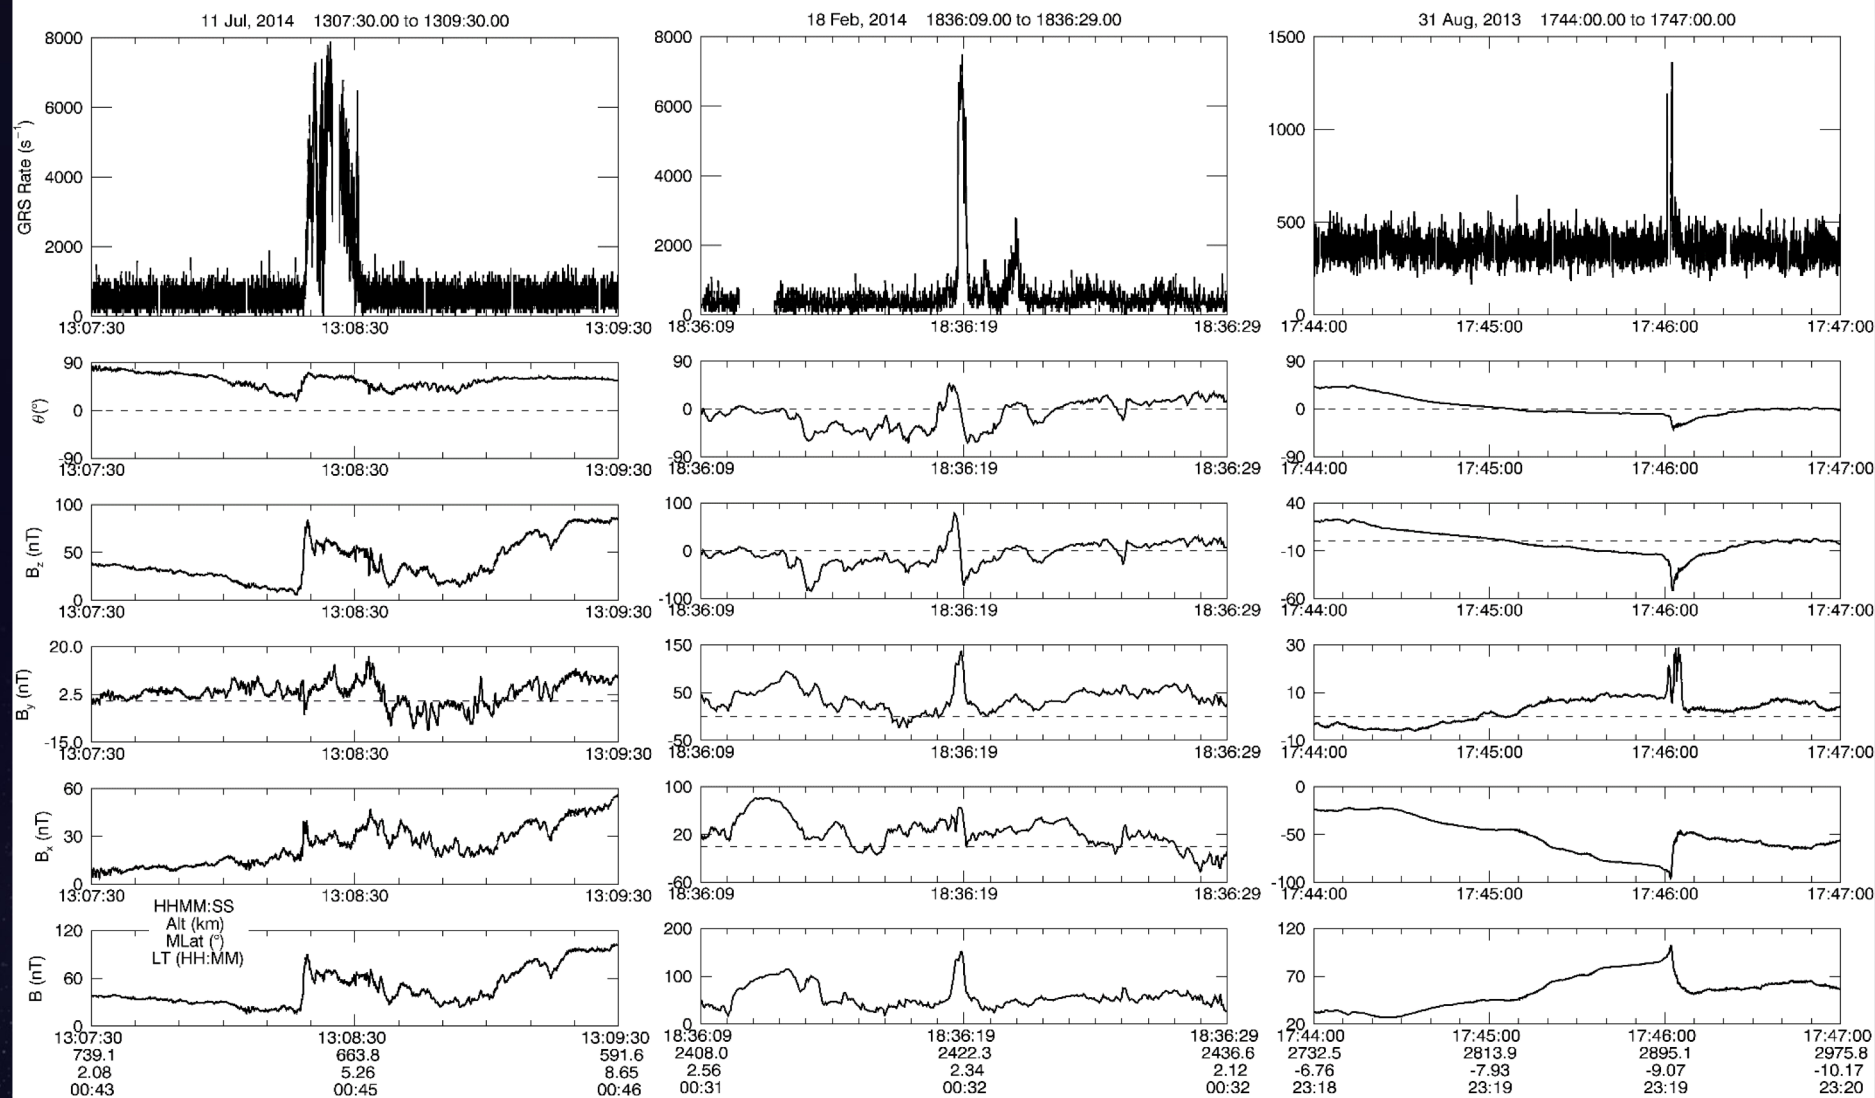 11 Jul, 2014 1307:30.00 to 1309:30.00
18 Feb, 2014 1836:09.00 to 1836:29.00
31 Aug, 2013 1744:00.00 to 1747:00.00
GRS Rate (s⁻¹)
8000
6000
4000
2000
0
13:07:30 13:08:30 13:09:30
8000
6000
4000
2000
0
18:36:09 18:36:19 18:36:29
1500
1000
500
0
17:44:00 17:45:00 17:46:00 17:47:00
θ(°)
90
0
-90
13:07:30 13:08:30 13:09:30
90
0
-90
18:36:09 18:36:19 18:36:29
90
0
-90
17:44:00 17:45:00 17:46:00 17:47:00
Bz (nT)
100
50
0
13:07:30 13:08:30 13:09:30
100
0
-100
18:36:09 18:36:19 18:36:29
40
-10
-60
17:44:00 17:45:00 17:46:00 17:47:00
By (nT)
20.0
2.5
-15.0
13:07:30 13:08:30 13:09:30
150
50
-50
18:36:09 18:36:19 18:36:29
30
10
-10
17:44:00 17:45:00 17:46:00 17:47:00
Bx (nT)
60
30
0
13:07:30 13:08:30 13:09:30
100
20
-60
18:36:09 18:36:19 18:36:29
0
-50
-100
17:44:00 17:45:00 17:46:00 17:47:00
B (nT)
120
60
0
HHMM:SS
Alt (km)
MLat (°)
LT (HH:MM)
13:07:30 13:08:30 13:09:30
739.1 663.8 591.6
2.08 5.26 8.65
00:43 00:45 00:46
200
100
0
18:36:09 18:36:19 18:36:29
2408.0 2422.3 2436.6
2.56 2.34 2.12
00:31 00:32 00:32
120
70
20
17:44:00 17:45:00 17:46:00 17:47:00
2732.5 2813.9 2895.1 2975.8
-6.76 -7.93 -9.07 -10.17
23:18 23:19 23:19 23:20